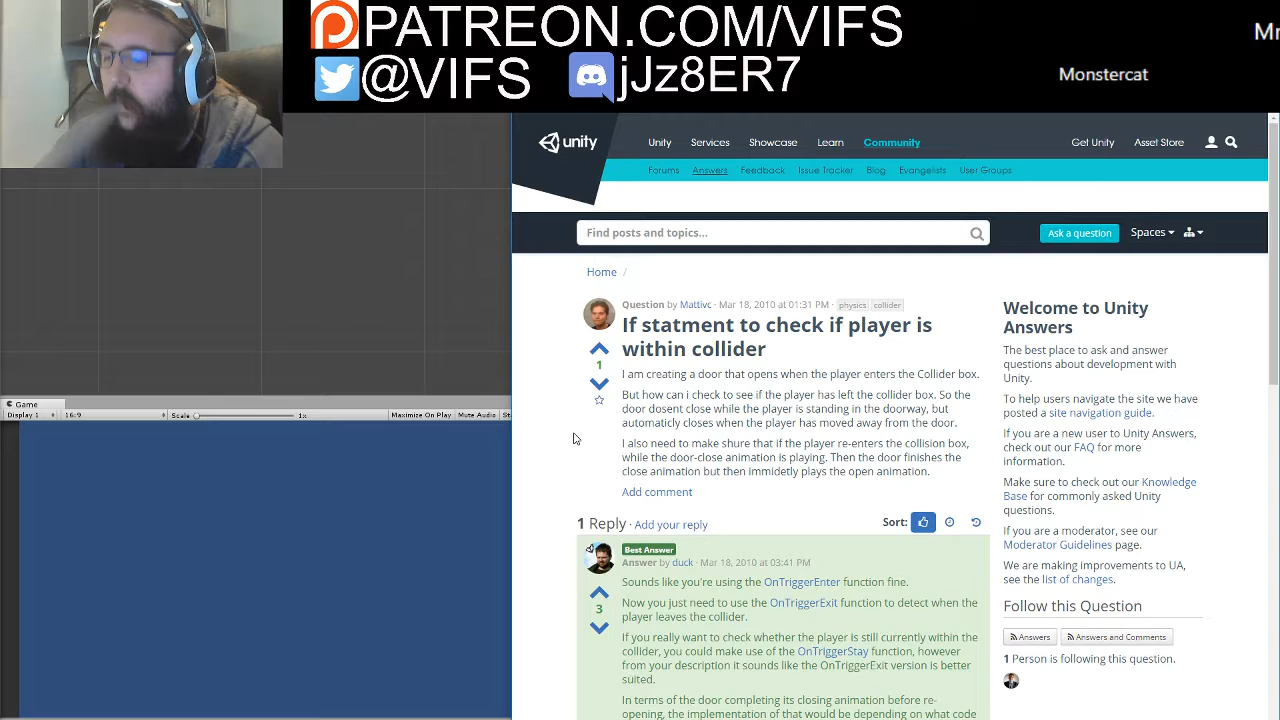 PATREON.COM/VIFS
@VIFS jJz8ER7
Monstercat
unity Unity Services Showcase Learn Community Get Unity Asset Store
Forums Answers Feedback Issue Tracker Blog Evangelists User Groups
Find posts and topics... Ask a question Spaces
Home /
Question by Mattivc · Mar 18, 2010 at 01:31 PM · physics collider
If statment to check if player is
within collider
1
I am creating a door that opens when the player enters the Collider box.
But how can i check to see if the player has left the collider box. So the
door dosent close while the player is standing in the doorway, but
automaticly closes when the player has moved away from the door.
I also need to make shure that if the player re-enters the collision box,
while the door-close animation is playing. Then the door finishes the
close animation but then immidetly plays the open animation.
Add comment
1 Reply · Add your reply
Sort:
Best Answer
Answer by duck · Mar 18, 2010 at 03:41 PM
3
Sounds like you're using the OnTriggerEnter function fine.
Now you just need to use the OnTriggerExit function to detect when the
player leaves the collider.
If you really want to check whether the player is still currently within the
collider, you could make use of the OnTriggerStay function, however
from your description it sounds like the OnTriggerExit version is better
suited.
In terms of the door completing its closing animation before re-
opening, the implementation of that would be depending on what code
Welcome to Unity
Answers
The best place to ask and answer
questions about development with
Unity.
To help users navigate the site we have
posted a site navigation guide.
If you are a new user to Unity Answers,
check out our FAQ for more
information.
Make sure to check out our Knowledge
Base for commonly asked Unity
questions.
If you are a moderator, see our
Moderator Guidelines page.
We are making improvements to UA,
see the list of changes.
Follow this Question
Answers Answers and Comments
1 Person is following this question.
Game
Display 1 16:9 Scale 1x Maximize On Play Mute Audio